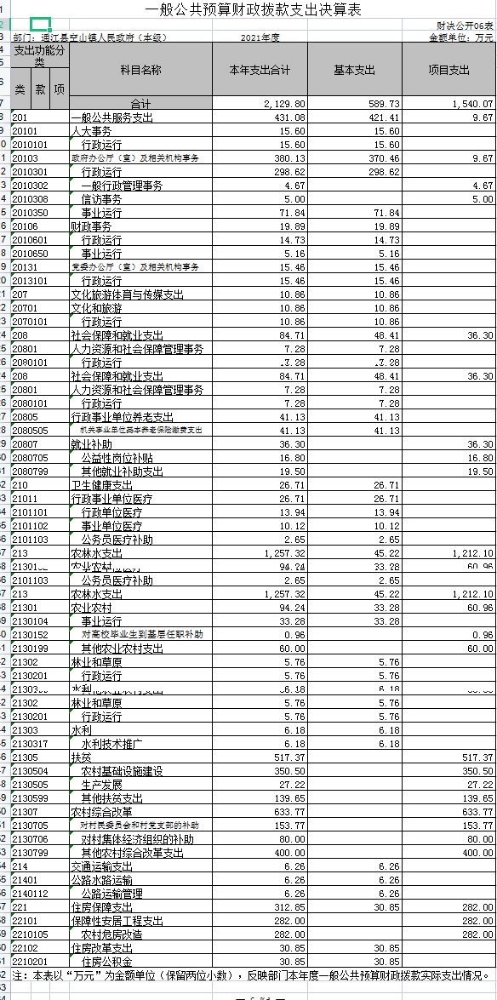 一般公共预算财政拨款支出决算表
财决公开06表
3 部门：通江县空山镇人民政府（本级） 2021年度 金额单位：万元
支出功能分类 科目名称 本年支出合计 基本支出 项目支出
类 款 项
合计 2,129.80 589.73 1,540.07
201 一般公共服务支出 431.08 421.41 9.67
20101 人大事务 15.60 15.60
2010101 行政运行 15.60 15.60
20103 政府办公厅（室）及相关机构事务 380.13 370.46 9.67
2010301 行政运行 298.62 298.62
2010302 一般行政管理事务 4.67 4.67
2010308 信访事务 5.00 5.00
2010350 事业运行 71.84 71.84
20106 财政事务 19.89 19.89
2010601 行政运行 14.73 14.73
2010650 事业运行 5.16 5.16
20131 党委办公厅（室）及相关机构事务 15.46 15.46
2013101 行政运行 15.46 15.46
207 文化旅游体育与传媒支出 10.86 10.86
20701 文化和旅游 10.86 10.86
2070101 行政运行 10.86 10.86
208 社会保障和就业支出 84.71 48.41 36.30
20801 人力资源和社会保障管理事务 7.28 7.28
2080101 行政运行 7.28 7.28
208 社会保障和就业支出 84.71 48.41 36.30
20801 人力资源和社会保障管理事务 7.28 7.28
2080101 行政运行 7.28 7.28
20805 行政事业单位养老支出 41.13 41.13
2080505 机关事业单位基本养老保险缴费支出 41.13 41.13
20807 就业补助 36.30 36.30
2080705 公益性岗位补贴 16.80 16.80
2080799 其他就业补助支出 19.50 19.50
210 卫生健康支出 26.71 26.71
21011 行政事业单位医疗 26.71 26.71
2101101 行政单位医疗 13.94 13.94
2101102 事业单位医疗 10.12 10.12
2101103 公务员医疗补助 2.65 2.65
213 农林水支出 1,257.32 45.22 1,212.10
农业农村 94.24 33.28 60.96
2101103 公务员医疗补助 2.65 2.65
213 农林水支出 1,257.32 45.22 1,212.10
21301 农业农村 94.24 33.28 60.96
2130104 事业运行 33.28 33.28
2130152 对高校毕业生到基层任职补助 0.96 0.96
2130199 其他农业农村支出 60.00 60.00
21302 林业和草原 5.76 5.76
2130201 行政运行 5.76 5.76
水利 6.18 6.18
21302 林业和草原 5.76 5.76
2130201 行政运行 5.76 5.76
21303 水利 6.18 6.18
2130317 水利技术推广 6.18 6.18
21305 扶贫 517.37 517.37
2130504 农村基础设施建设 350.50 350.50
2130505 生产发展 27.22 27.22
2130599 其他扶贫支出 139.65 139.65
21307 农村综合改革 633.77 633.77
2130705 对村民委员会和村党支部的补助 153.77 153.77
2130706 对村集体经济组织的补助 80.00 80.00
2130799 其他农村综合改革支出 400.00 400.00
214 交通运输支出 6.26 6.26
21401 公路水路运输 6.26 6.26
2140112 公路运输管理 6.26 6.26
221 住房保障支出 312.85 30.85 282.00
22101 保障性安居工程支出 282.00 282.00
2210105 农村危房改造 282.00 282.00
22102 住房改革支出 30.85 30.85
2210201 住房公积金 30.85 30.85
注：本表以“万元”为金额单位（保留两位小数），反映部门本年度一般公共预算财政拨款实际支出情况。